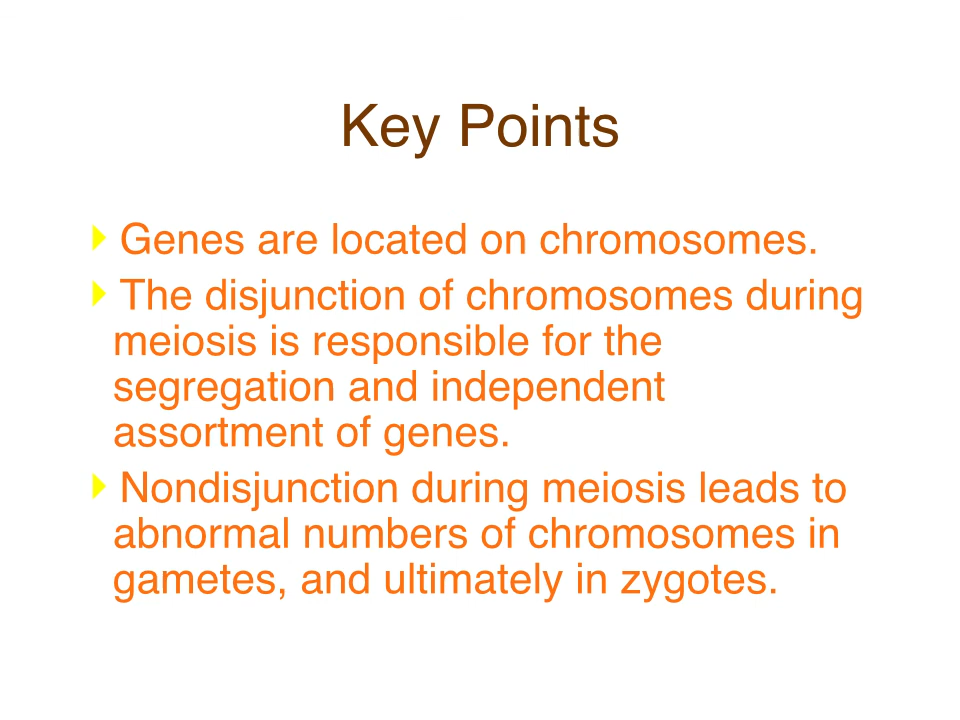 Key Points
Genes are located on chromosomes.
The disjunction of chromosomes during
meiosis is responsible for the
segregation and independent
assortment of genes.
Nondisjunction during meiosis leads to
abnormal numbers of chromosomes in
gametes, and ultimately in zygotes.